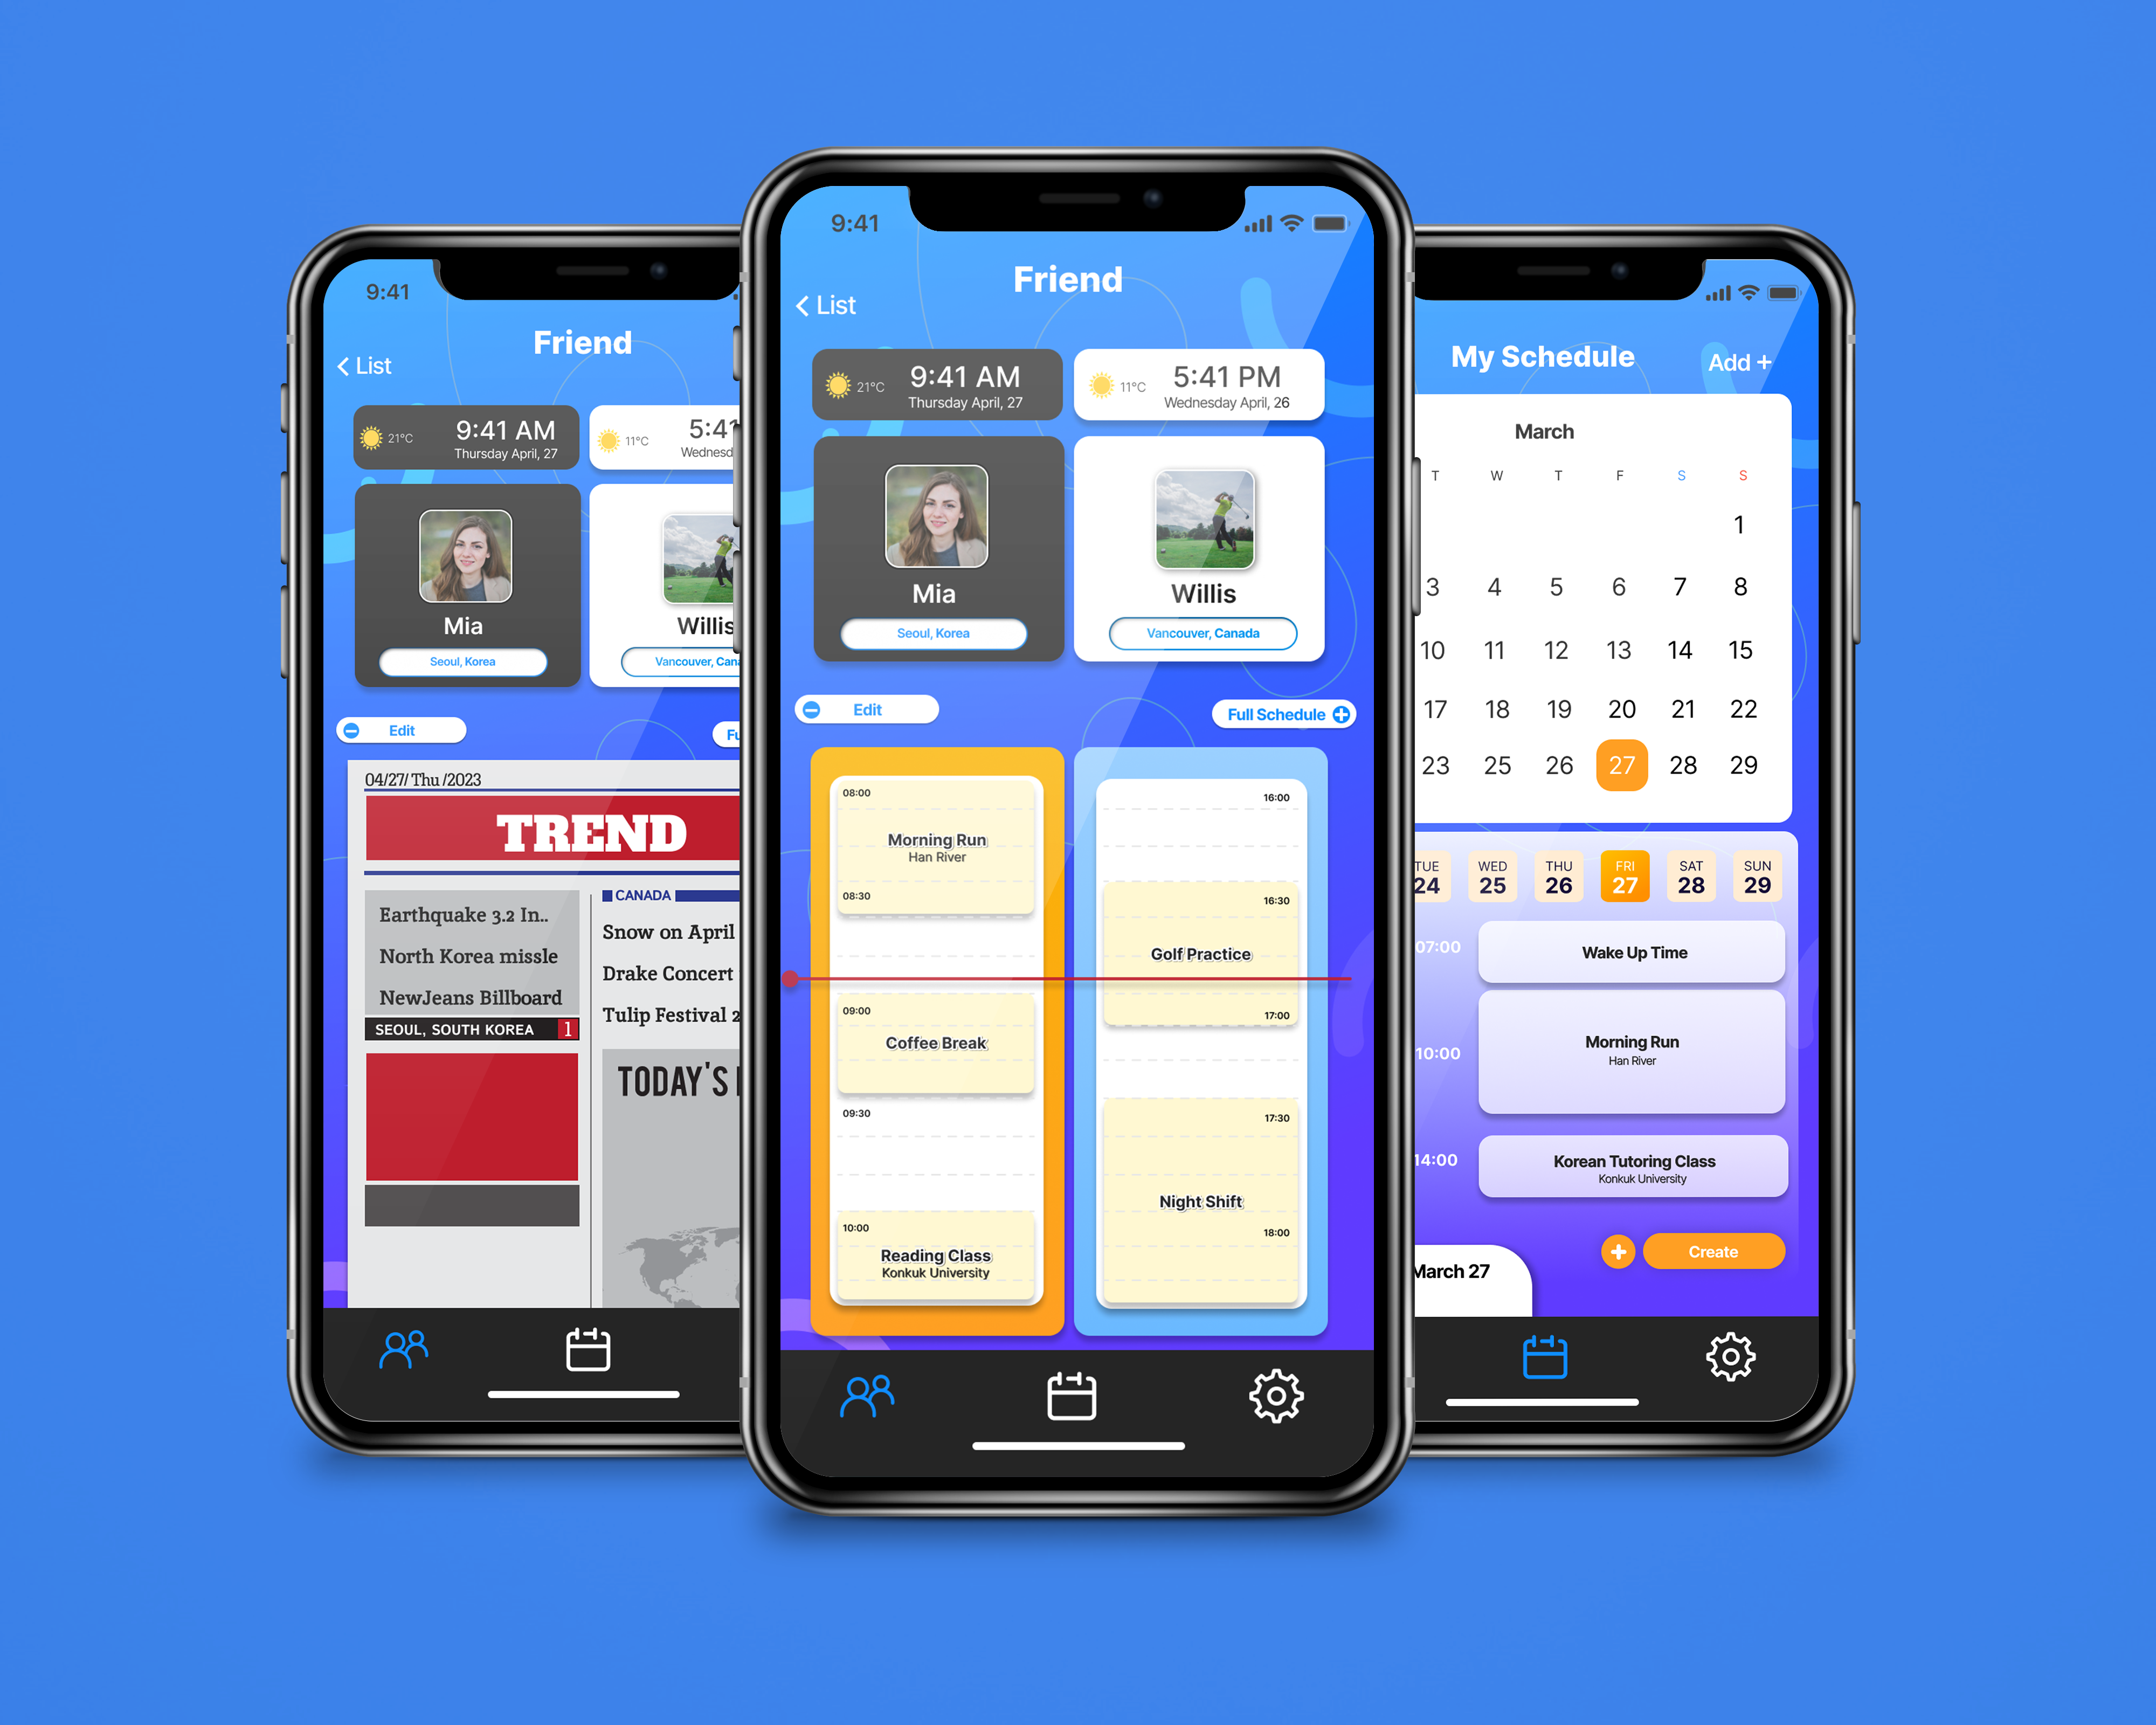 9:41
Friend
List
21°C
9:41 AM
Thursday April, 27
11°C
5:41
Wednesd
Mia
Seoul, Korea
Willis
Vancouver, Cana
Edit
Fu
04/27/ Thu /2023
TREND
Earthquake 3.2 In..
North Korea missle
NewJeans Billboard
SEOUL, SOUTH KOREA 1
CANADA
Snow on April
Drake Concert
Tulip Festival 2
TODAY'S
9:41
Friend
List
21°C
9:41 AM
Thursday April, 27
11°C
5:41 PM
Wednesday April, 26
Mia
Seoul, Korea
Willis
Vancouver, Canada
Edit
Full Schedule
08:00
Morning Run
Han River
08:30
09:00
Coffee Break
09:30
10:00
Reading Class
Konkuk University
16:00
16:30
Golf Practice
17:00
17:30
Night Shift
18:00
My Schedule
Add +
March
T W T F S S
1
3 4 5 6 7 8
10 11 12 13 14 15
17 18 19 20 21 22
23 25 26 27 28 29
TUE WED THU FRI SAT SUN
24 25 26 27 28 29
07:00
Wake Up Time
10:00
Morning Run
Han River
14:00
Korean Tutoring Class
Konkuk University
Create
March 27